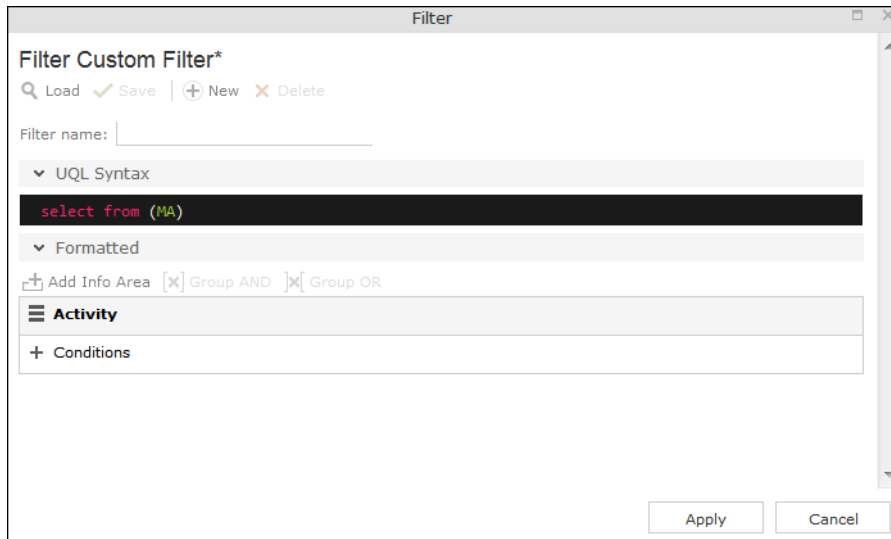 Filter
Filter Custom Filter*
Load Save New Delete
Filter name:
UQL Syntax
select from (MA)
Formatted
Add Info Area Group AND Group OR
Activity
Conditions
Apply Cancel